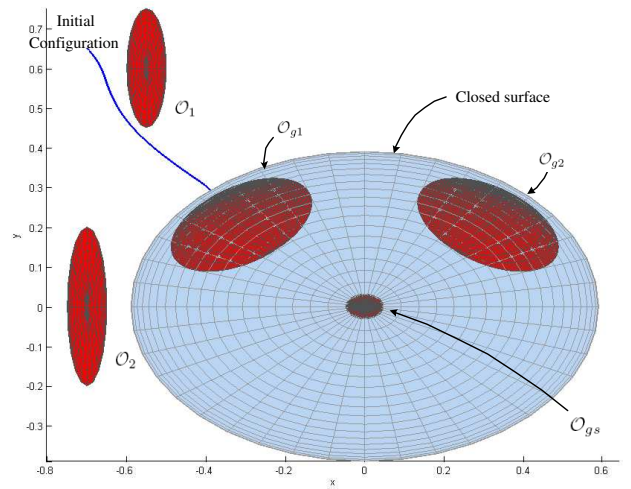 Initial
Configuration
𝒪1
Closed surface
𝒪g1
𝒪g2
𝒪2
𝒪gs
y
0.7
0.6
0.5
0.4
0.3
0.2
0.1
0
-0.1
-0.2
-0.3
-0.8
-0.6
-0.4
-0.2
0
0.2
0.4
0.6
x